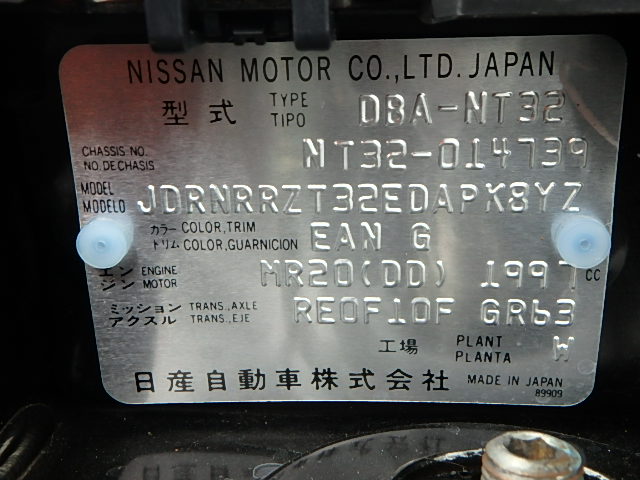 NISSAN MOTOR CO.,LTD. JAPAN
型式 TYPE TIPO DBA-NT32
CHASSIS NO. NO.DE CHASIS NT32-014739
MODEL MODELO JDRNRRZT32EDAPK8YZ
カラー COLOR,TRIM
トリム COLOR,GUARNICION EAN G
エンジン ENGINE MOTOR MR20(DD) 1997 CC
ミッション TRANS.,AXLE
アクスル TRANS.,EJE RE0F10F GR63
工場 PLANT PLANTA W
日産自動車株式会社 MADE IN JAPAN
89909